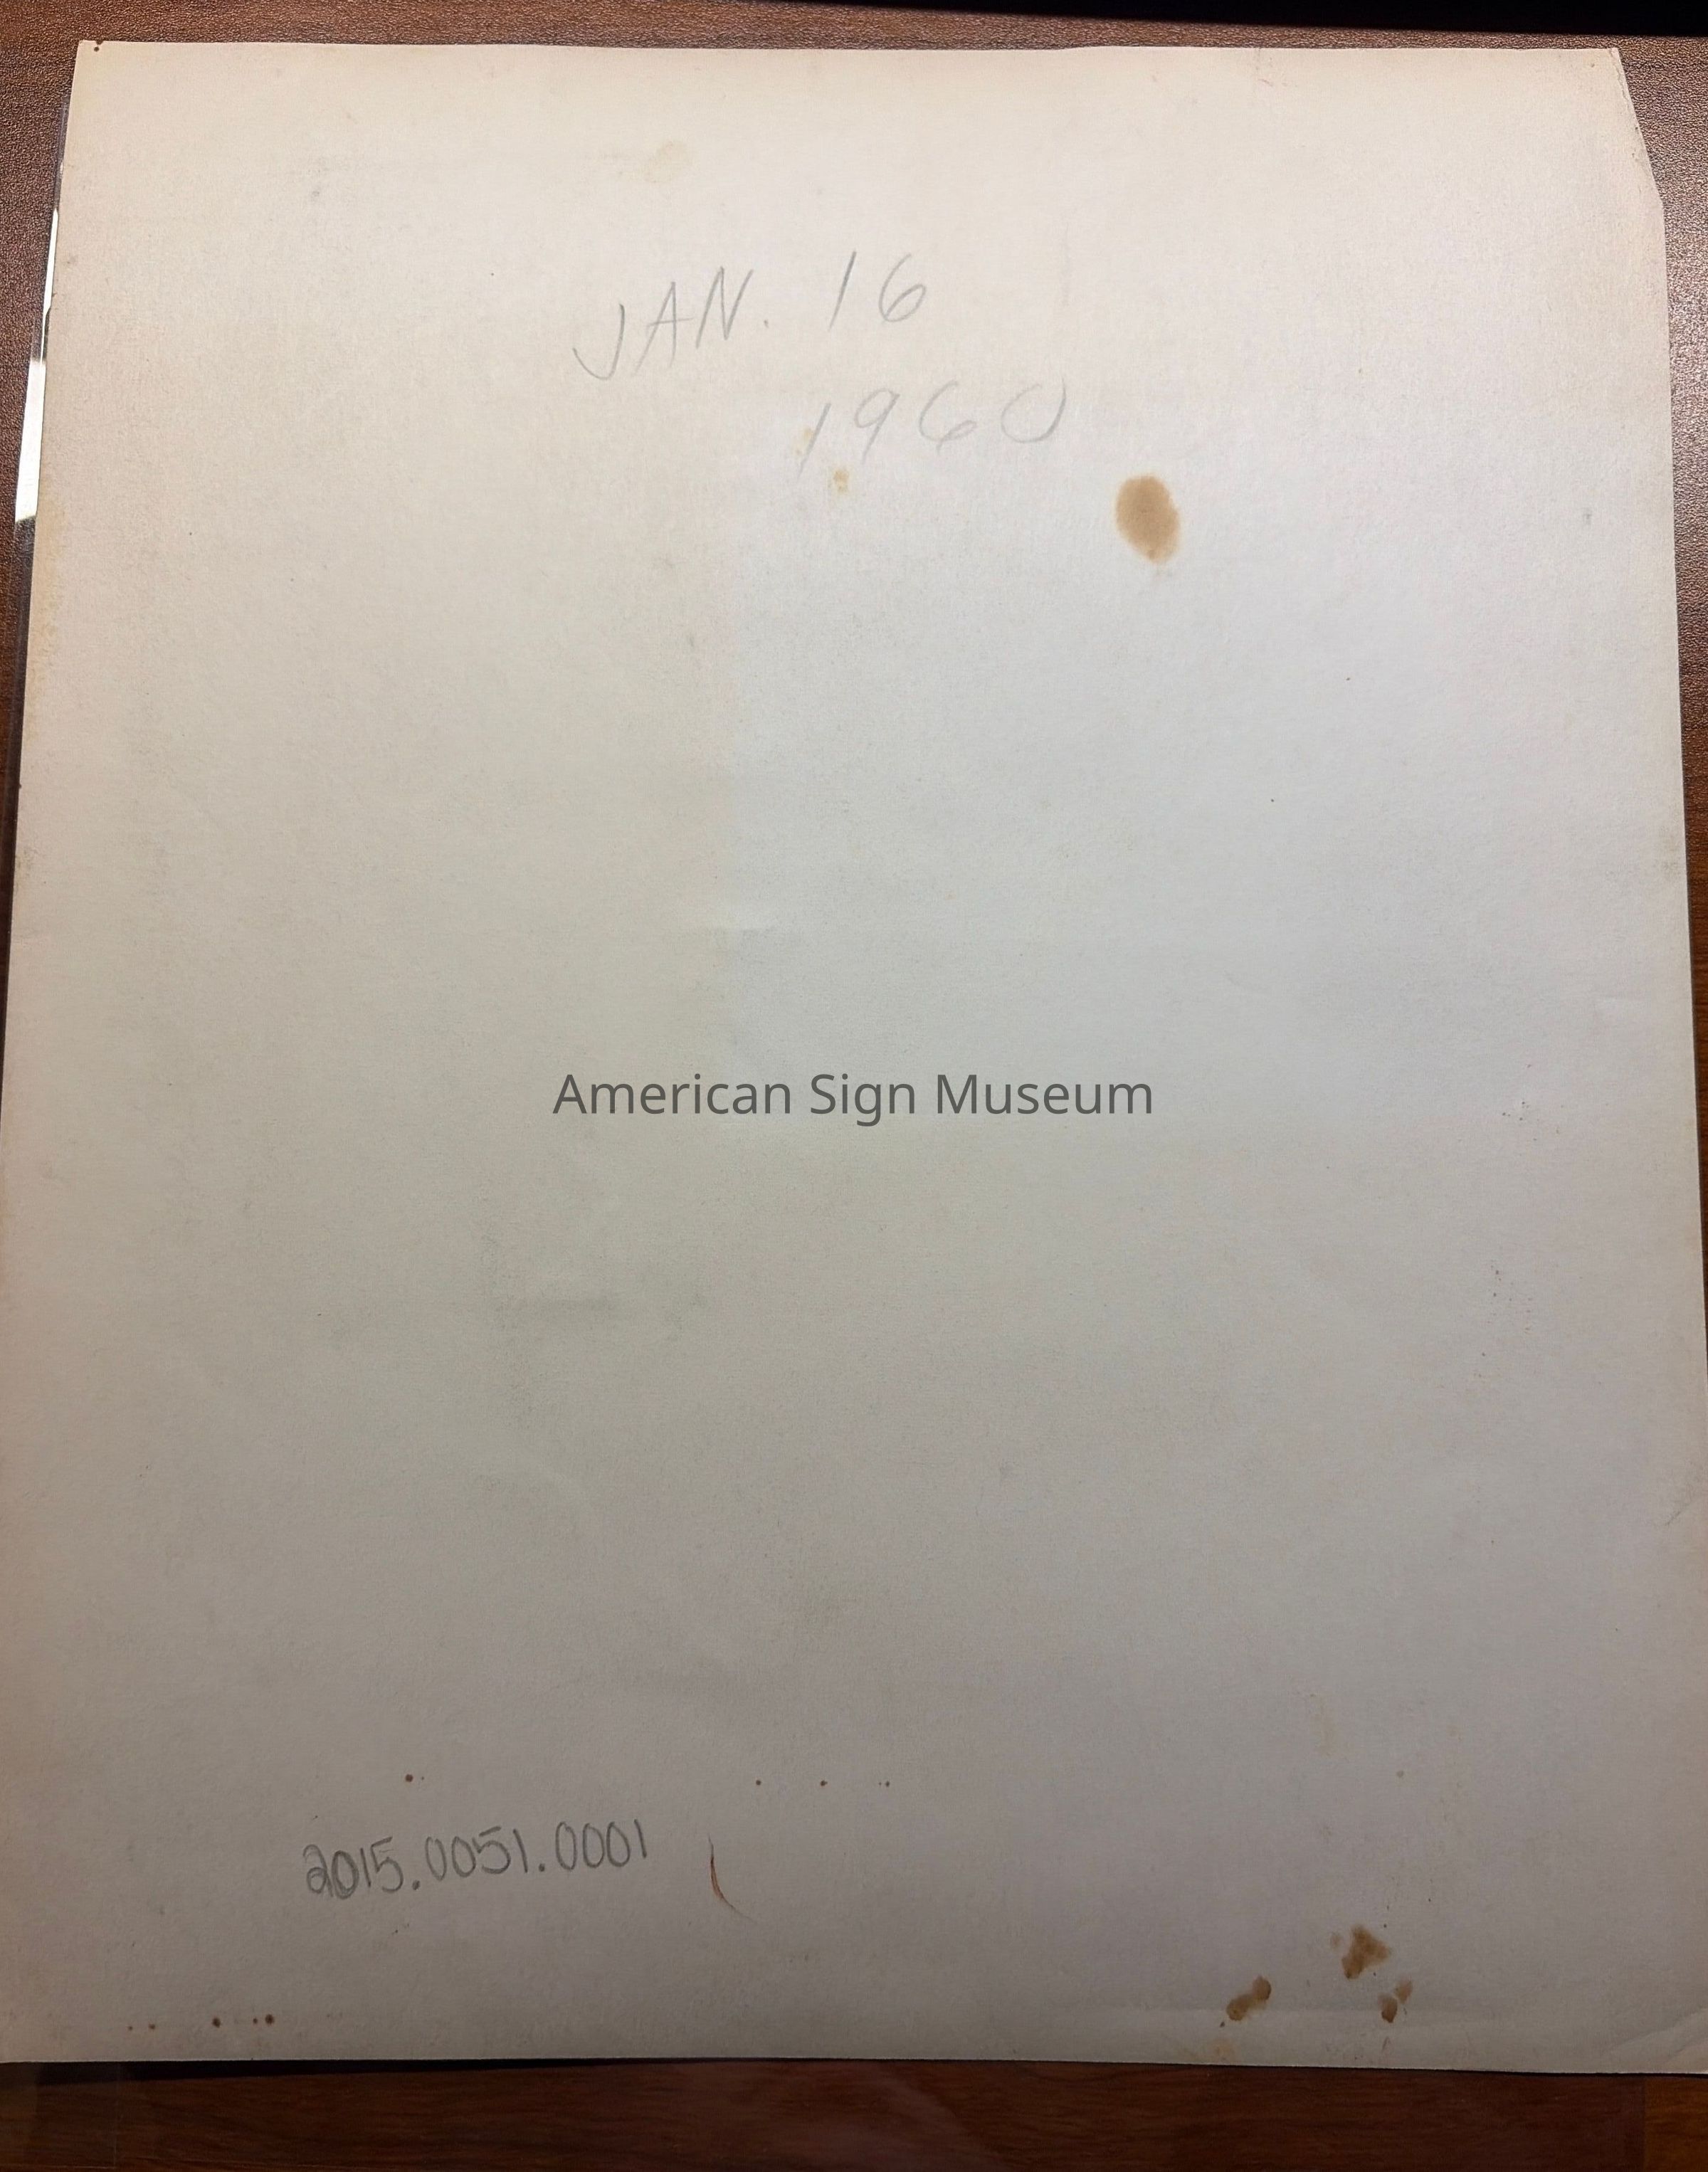 JAN. 16
1960
American Sign Museum
2015.0051.0001